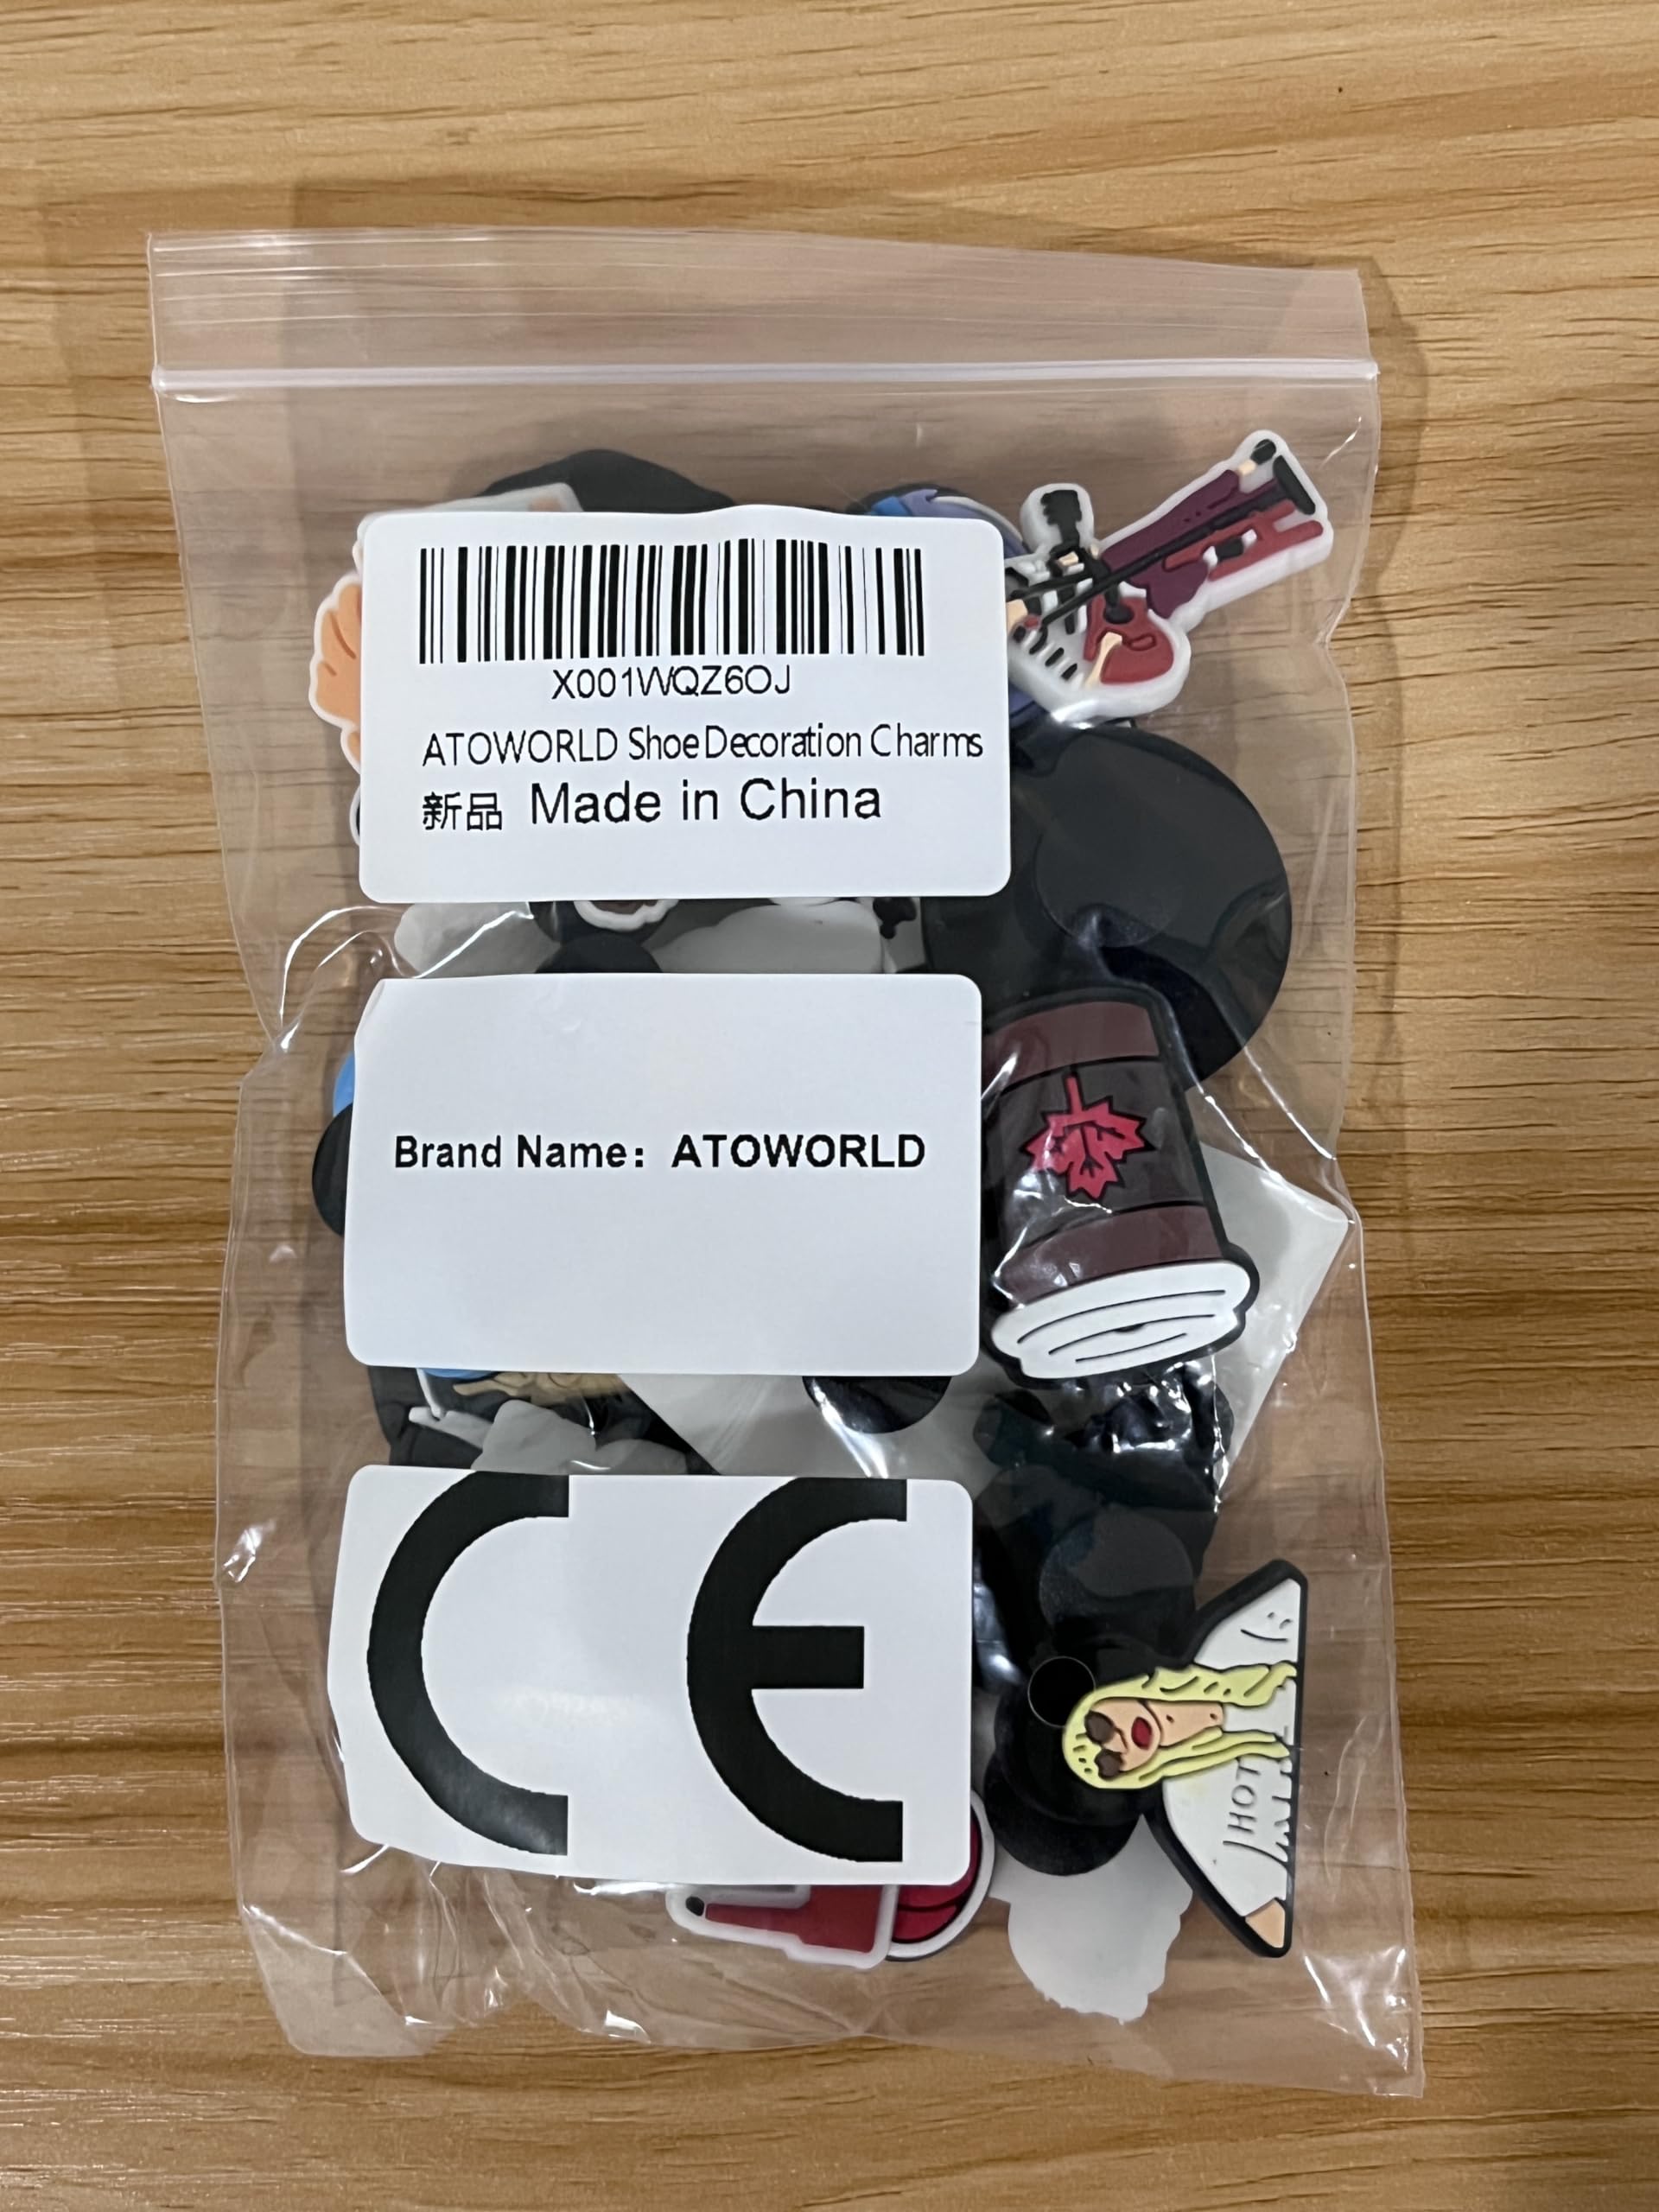 X001WQZ6OJ
ATOWORLD Shoe Decoration Charms
新品 Made in China
Brand Name: ATOWORLD
CE
HOT